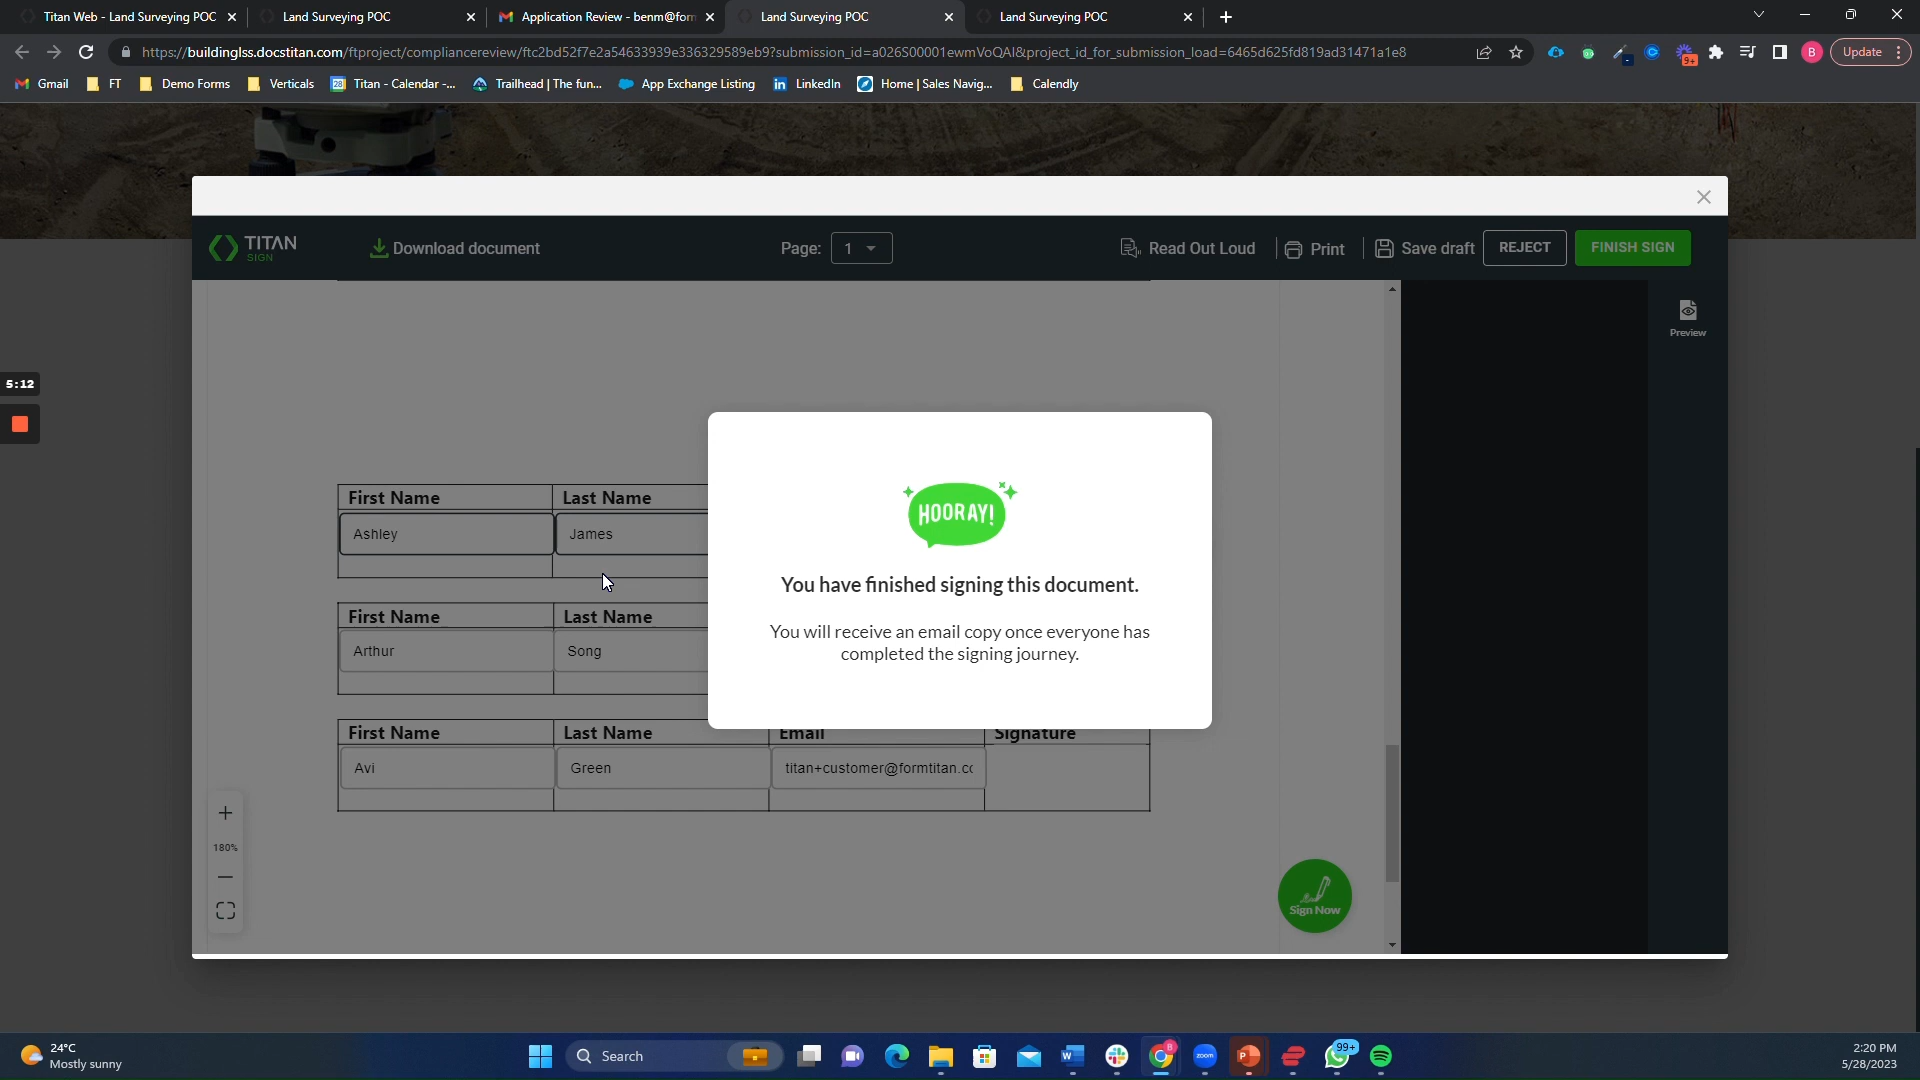 Titan Web - Land Surveying POC
Land Surveying POC
Application Review - benm@forn
Land Surveying POC
Land Surveying POC
https://buildinglss.docstitan.com/ftproject/compliancereview/ftc2bd52f7e2a54633939e336329589eb9?submission_id=a026S00001ewmVoQAI&project_id_for_submission_load=6465d625fd819ad31471a1e8
9+
B
Update
Gmail
FT
Demo Forms
Verticals
28
Titan - Calendar -...
Trailhead | The fun...
App Exchange Listing
LinkedIn
Home | Sales Navig...
Calendly
TITAN
SIGN
Download document
Page: 1
Read Out Loud
Print
Save draft
REJECT
FINISH SIGN
Preview
5:12
First Name Last Name
Ashley James
HOORAY!
You have finished signing this document.
You will receive an email copy once everyone has
completed the signing journey.
First Name Last Name
Arthur Song
First Name Last Name Email Signature
Avi Green titan+customer@formtitan.cc
180%
Sign Now
24°C
Mostly sunny
Search
B
zoom
99+
2:20 PM
5/28/2023